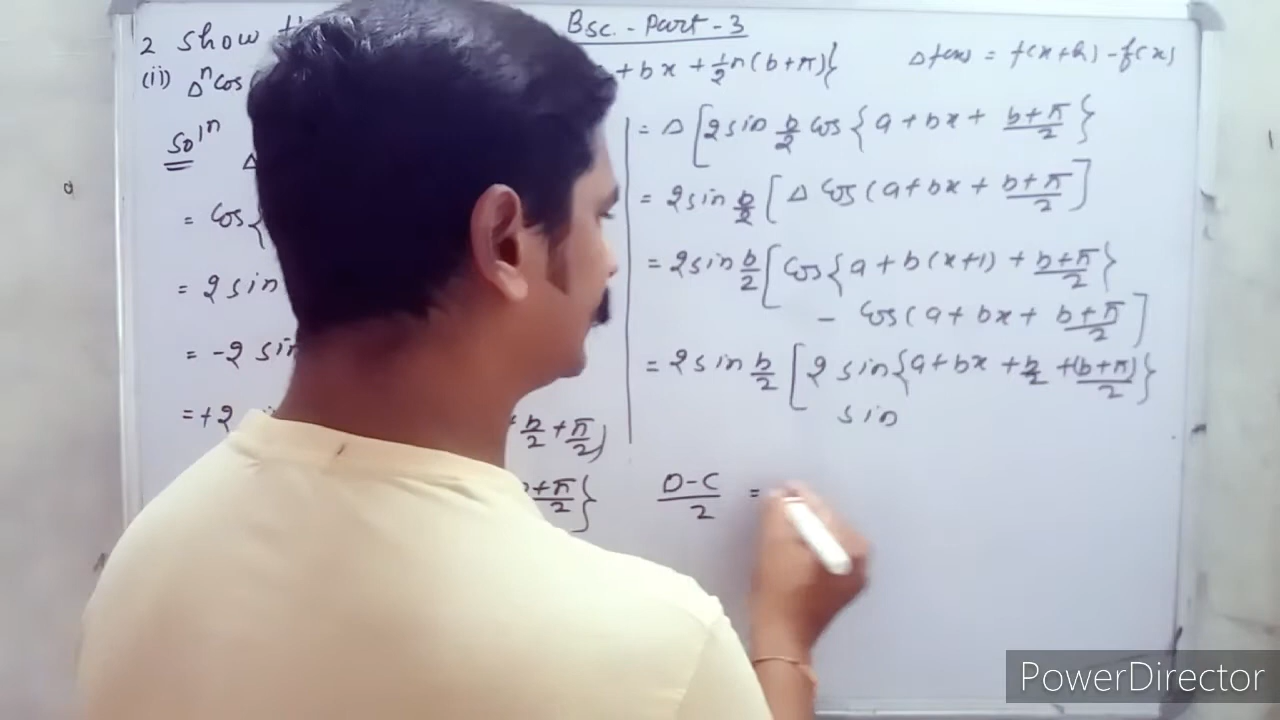 Bsc. - Part - 3
2 Show
(ii) Δⁿ cos
+ bx + 1/2 n (b+π)}
Δf(x) = f(x+h) - f(x)
Solⁿ
Δ
= cos{
= 2 sin
= -2 sin
= +2
b/2 + π/2)
+π/2}
= Δ [2 sin b/2 cos {a + bx + (b+π)/2}
= 2 sin b/2 [Δ cos (a + bx + (b+π)/2]
= 2 sin b/2 [cos {a + b(x+1) + (b+π)/2}
- cos (a + bx + (b+π)/2]
= 2 sin b/2 [2 sin {a + bx + b/2 + (b+π)/2}
sin
(D-C)/2 =
PowerDirector